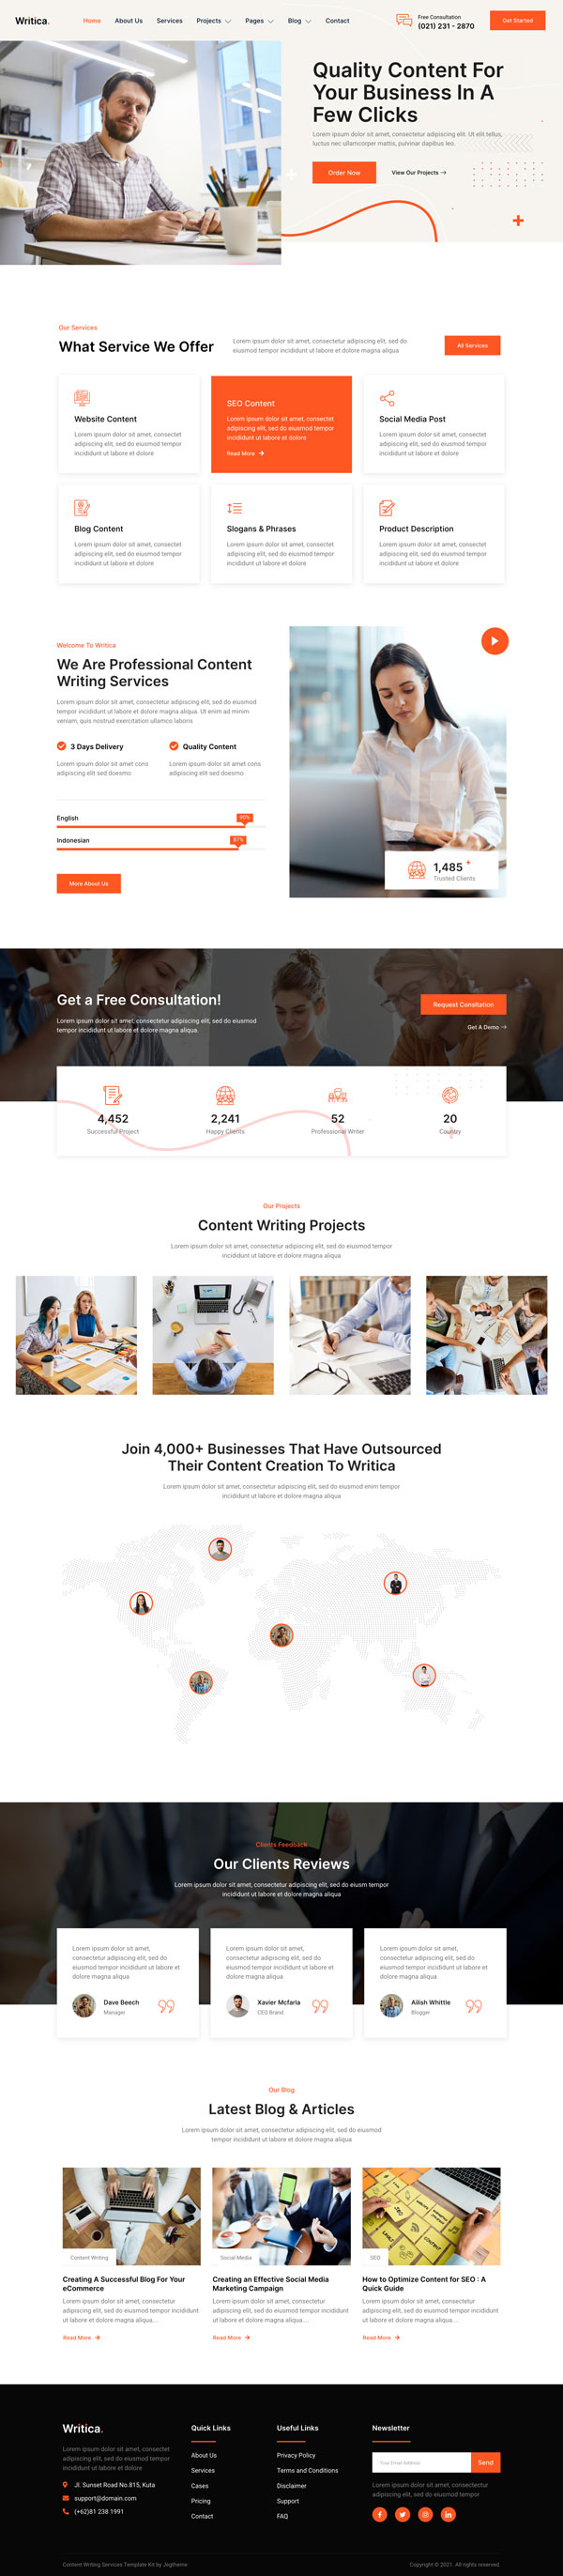 Writica.
Home
About Us
Services
Projects
Pages
Blog
Contact
Free Consultation
(021) 231 - 2870
Get Started
Quality Content For
Your Business In A
Few Clicks
Lorem ipsum dolor sit amet, consectetur adipiscing elit. Ut elit tellus,
luctus nec ullamcorper mattis, pulvinar dapibus leo.
Order Now
View Our Projects
Our Services
What Service We Offer
Lorem ipsum dolor sit amet, consectetur adipiscing elit, sed do
eiusmod tempor incididunt ut labore et dolore magna aliqua
All Services
Website Content
Lorem ipsum dolor sit amet, consectet
adipiscing elit, sed do eiusmod tempor
incididunt ut labore et dolore
SEO Content
Lorem ipsum dolor sit amet, consectet
adipiscing elit, sed do eiusmod tempor
incididunt ut labore et dolore
Read More
Social Media Post
Lorem ipsum dolor sit amet, consectet
adipiscing elit, sed do eiusmod tempor
incididunt ut labore et dolore
Blog Content
Lorem ipsum dolor sit amet, consectet
adipiscing elit, sed do eiusmod tempor
incididunt ut labore et dolore
Slogans & Phrases
Lorem ipsum dolor sit amet, consectet
adipiscing elit, sed do eiusmod tempor
incididunt ut labore et dolore
Product Description
Lorem ipsum dolor sit amet, consectet
adipiscing elit, sed do eiusmod tempor
incididunt ut labore et dolore
Welcome To Writica
We Are Professional Content
Writing Services
Lorem ipsum dolor sit amet, consectetur adipiscing elit, sed do eiusmod
tempor incididunt ut labore et dolore magna aliqua. Ut enim ad minim
veniam, quis nostrud exercitation ullamco laboris
3 Days Delivery
Lorem ipsum dolor sit amet cons
adipiscing elit sed doesmo
Quality Content
Lorem ipsum dolor sit amet cons
adipiscing elit sed doesmo
English
90%
Indonesian
87%
More About Us
1,485 +
Trusted Clients
Get a Free Consultation!
Lorem ipsum dolor sit amet, consectetur adipiscing elit, sed do eiusmod
tempor incididunt ut labore et dolore magna aliqua.
Request Consltation
Get A Demo
4,452
Successful Project
2,241
Happy Clients
52
Professional Writer
20
Country
Our Projects
Content Writing Projects
Lorem ipsum dolor sit amet, consectetur adipiscing elit, sed do eiusmod tempor
incididunt ut labore et dolore magna aliqua
Join 4,000+ Businesses That Have Outsourced
Their Content Creation To Writica
Lorem ipsum dolor sit amet, consectetur adipiscing elit, sed do eiusmod enim tempor
incididunt ut labore et dolore magna aliqua
Clients Feedback
Our Clients Reviews
Lorem ipsum dolor sit amet, consectetur adipiscing elit, sed do eiusm tempor
incididunt ut labore et dolore magna aliqua
Lorem ipsum dolor sit amet,
consectetur adipiscing elit, sed do
eiusmod tempor incididunt ut labore et
dolore magna aliqua
Dave Beech
Manager
Lorem ipsum dolor sit amet,
consectetur adipiscing elit, sed do
eiusmod tempor incididunt ut labore et
dolore magna aliqua
Xavier Mcfarla
CEO Brand
Lorem ipsum dolor sit amet,
consectetur adipiscing elit, sed do
eiusmod tempor incididunt ut labore et
dolore magna aliqua
Ailish Whittle
Blogger
Our Blog
Latest Blog & Articles
Lorem ipsum dolor sit amet, consectetur adipiscing elit, sed do eiusmod
tempor incididunt ut labore et dolore magna aliqua
Content Writing
Creating A Successful Blog For Your
eCommerce
Lorem ipsum dolor sit amet, consectetur
adipiscing elit, sed do eiusmod tempor incididunt
ut labore et dolore magna aliqua....
Read More
Social Media
Creating an Effective Social Media
Marketing Campaign
Lorem ipsum dolor sit amet, consectetur
adipiscing elit, sed do eiusmod tempor incididunt
ut labore et dolore magna aliqua....
Read More
SEO
How to Optimize Content for SEO : A
Quick Guide
Lorem ipsum dolor sit amet, consectetur
adipiscing elit, sed do eiusmod tempor incididunt
ut labore et dolore magna aliqua....
Read More
Writica.
Lorem ipsum dolor sit amet, consectet
adipiscing elit, sed do eiusmod tempor
incididunt ut labore et dolore
Jl. Sunset Road No.815, Kuta
support@domain.com
(+62)81 238 1991
Quick Links
About Us
Services
Cases
Pricing
Contact
Useful Links
Privacy Policy
Terms and Conditions
Disclaimer
Support
FAQ
Newsletter
Your Email Address
Send
Lorem ipsum dolor sit amet, consectectur
adipiscing elit, sed do eiusmod tempor
Content Writing Services Template Kit by Jegtheme
Copyright © 2021. All rights reserved.